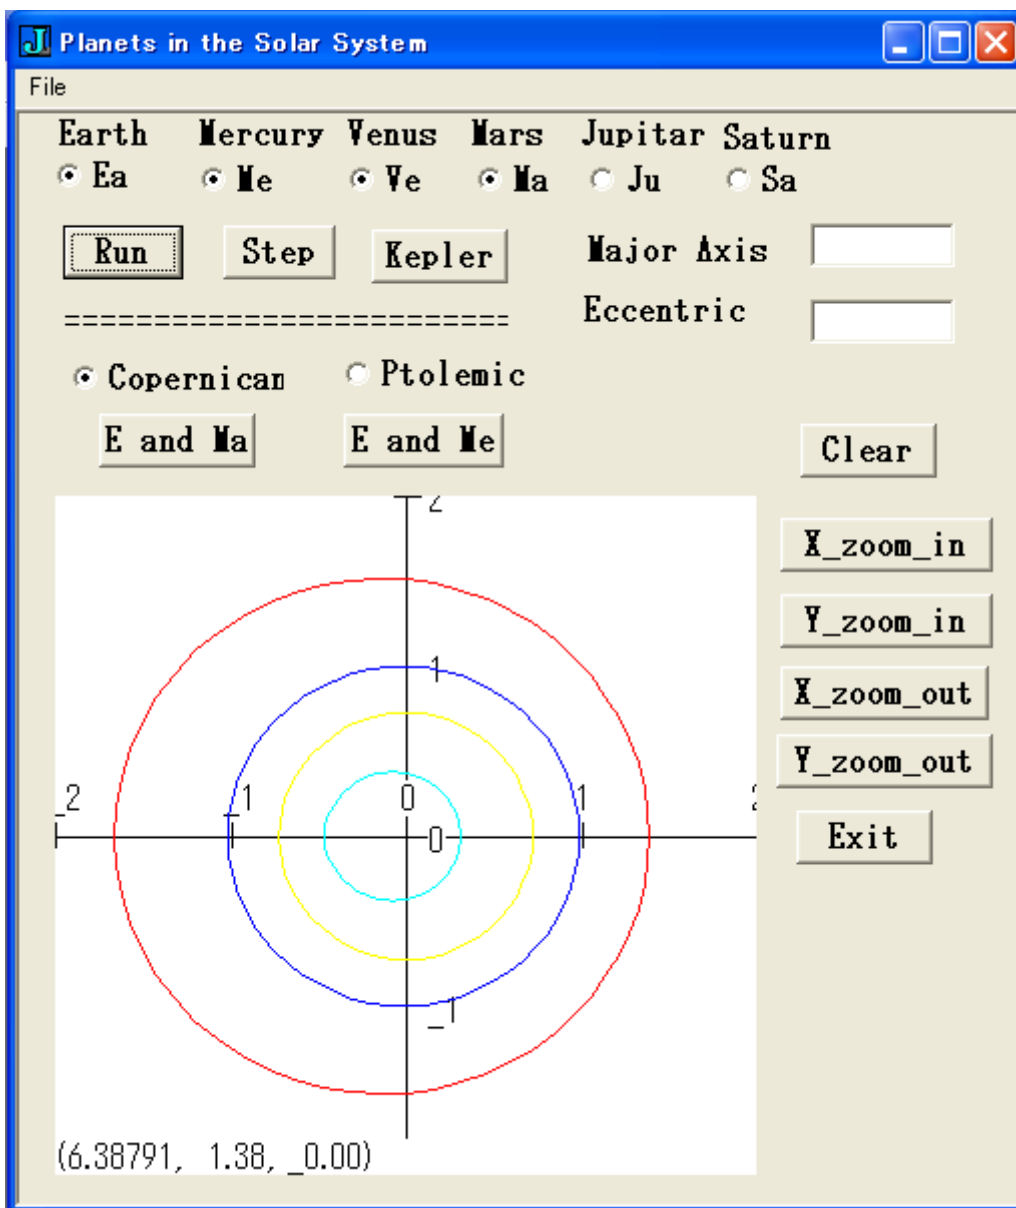 Planets in the Solar System
File
Earth Mercury Venus Mars Jupitar Saturn
Ea Me Ve Ma Ju Sa
Run Step Kepler Major Axis
Eccentric
==============================
Copernican Ptolemic
E and Ma E and Me
Clear
2
X_zoom_in
Y_zoom_in
1
X_zoom_out
Y_zoom_out
_2 _1 0 1 2
0
Exit
_1
(6.38791, 1.38, _0.00)